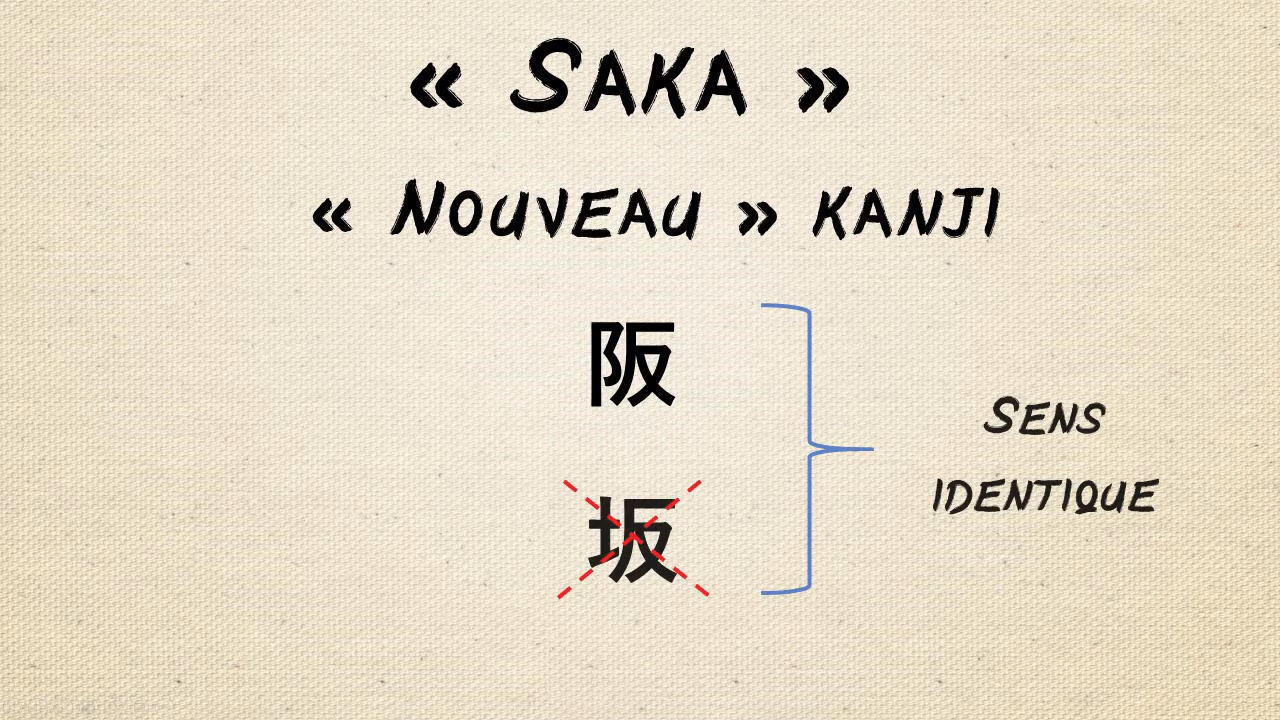 « Saka »
« Nouveau » kanji
阪
坂
Sens
identique